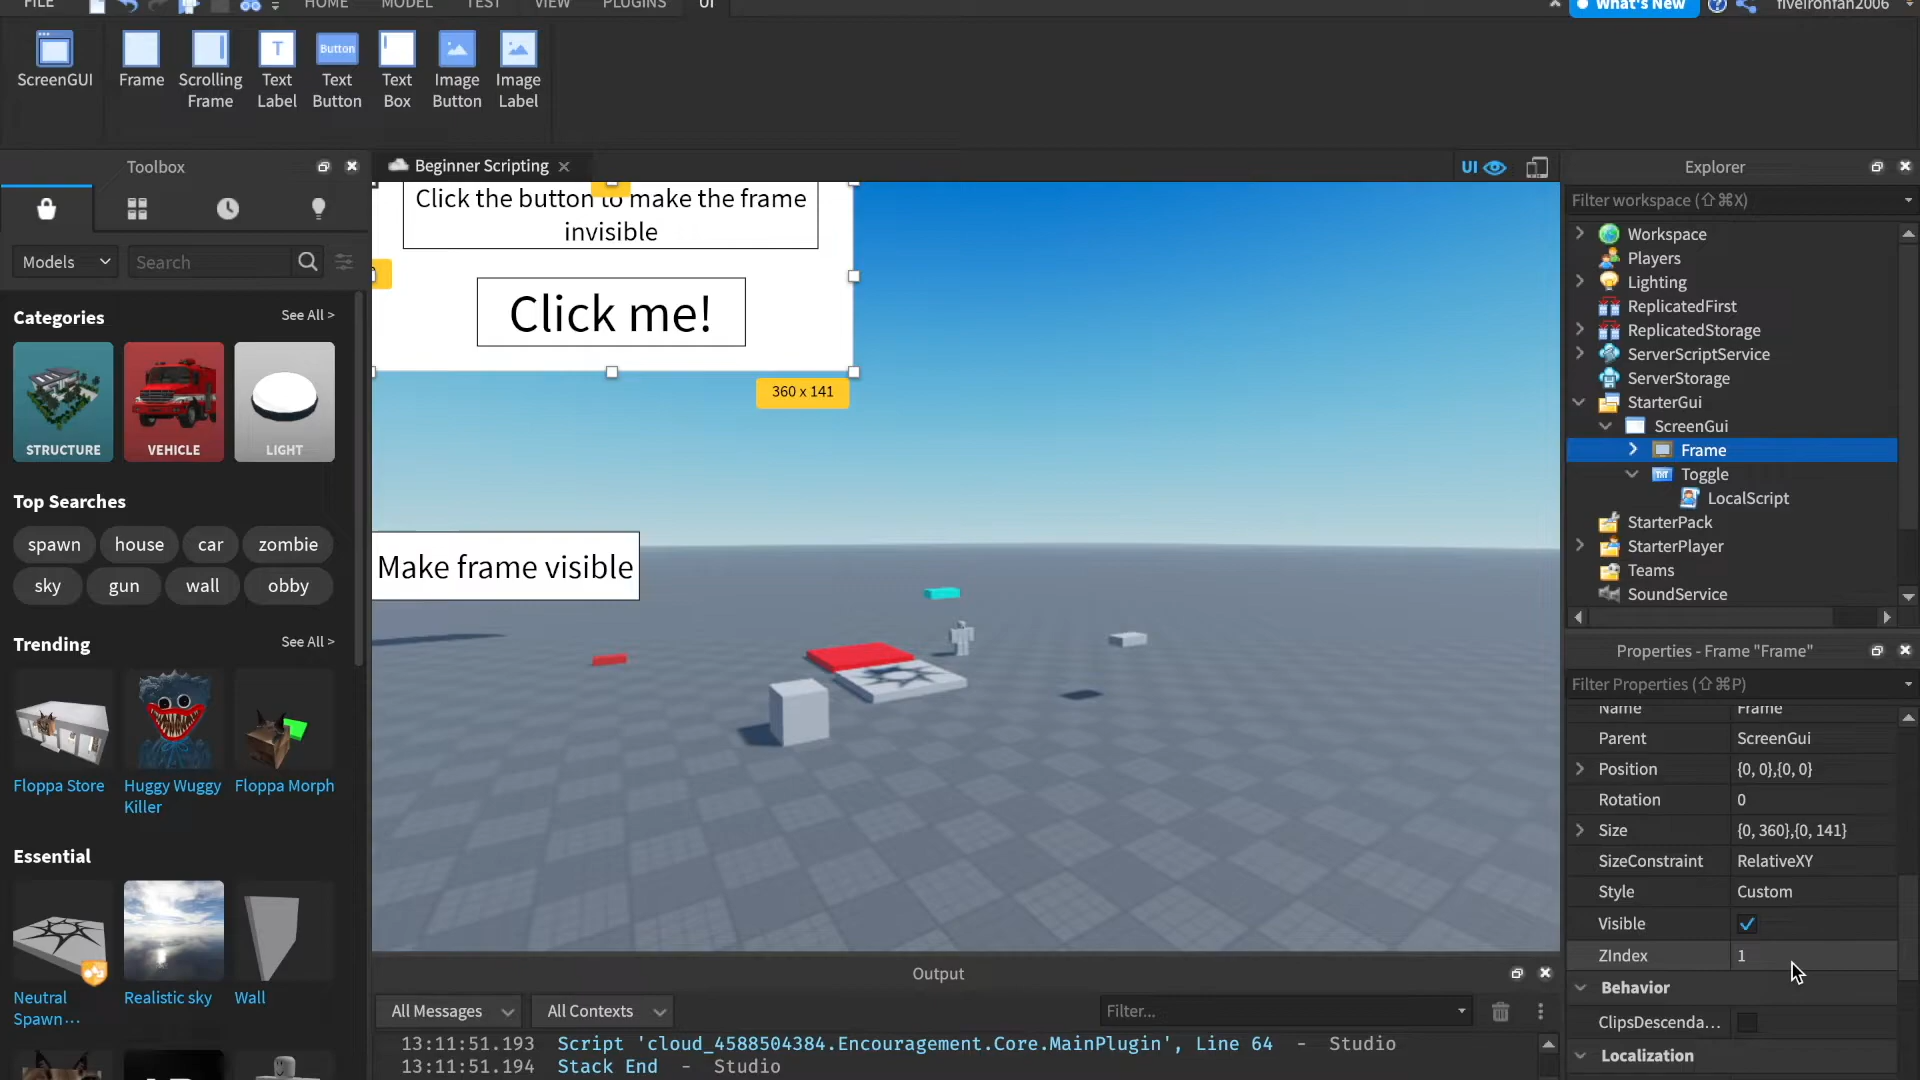 FILE HOME MODEL TEST VIEW PLUGINS UI What's New fiveironfan2006
ScreenGUI Frame Scrolling Frame Text Label Button Text Button Text Box Image Button Image Label
T
Toolbox
Models Search
Categories See All >
STRUCTURE VEHICLE LIGHT
Top Searches
spawn house car zombie
sky gun wall obby
Trending See All >
Floppa Store Huggy Wuggy Killer Floppa Morph
Essential
Neutral Spawn... Realistic sky Wall
Beginner Scripting
UI
Click the button to make the frame
invisible
Click me!
360 x 141
Make frame visible
Output
All Messages All Contexts Filter...
13:11:51.193 Script 'cloud_4588504384.Encouragement.Core.MainPlugin', Line 64 - Studio
13:11:51.194 Stack End - Studio
Explorer
Filter workspace (⇧⌘X)
Workspace
Players
Lighting
ReplicatedFirst
ReplicatedStorage
ServerScriptService
ServerStorage
StarterGui
ScreenGui
Frame
Toggle
LocalScript
StarterPack
StarterPlayer
Teams
SoundService
Properties - Frame "Frame"
Filter Properties (⇧⌘P)
Name Frame
Parent ScreenGui
Position {0, 0},{0, 0}
Rotation 0
Size {0, 360},{0, 141}
SizeConstraint RelativeXY
Style Custom
Visible
ZIndex 1
Behavior
ClipsDescenda...
Localization